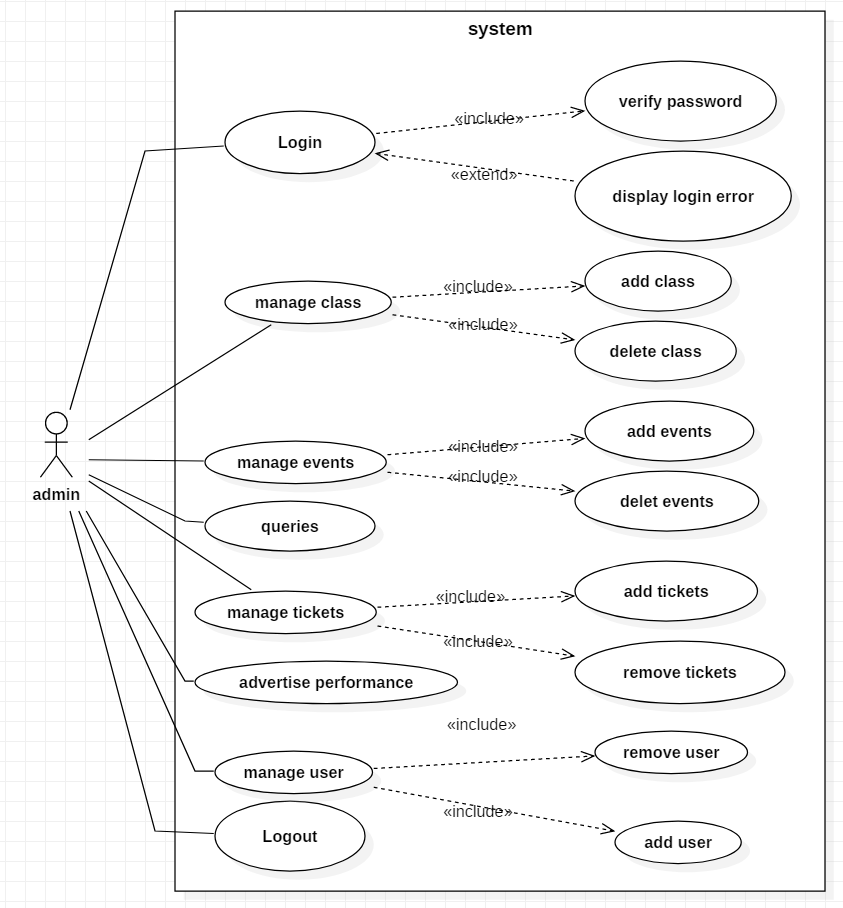 system
verify password
«include»
Login
«extend»
display login error
add class
«include»
manage class
«include»
delete class
add events
«include»
manage events
«include»
admin
delet events
queries
add tickets
«include»
manage tickets
«include»
remove tickets
advertise performance
«include»
remove user
manage user
«include»
Logout
add user